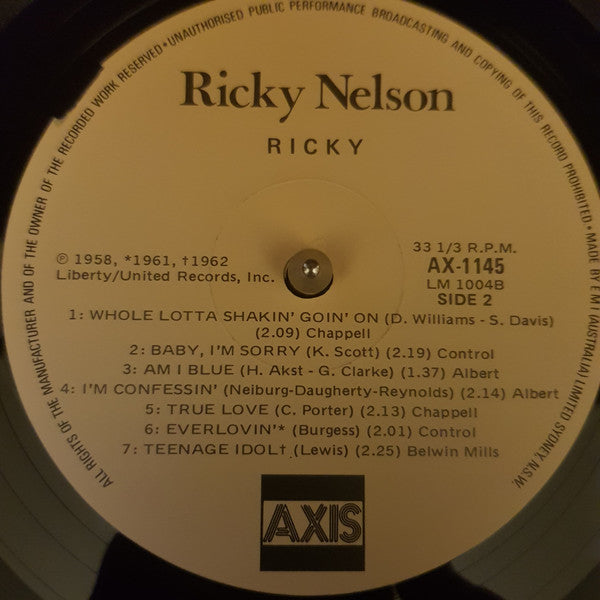 ALL RIGHTS OF THE MANUFACTURER AND OF THE OWNER OF THE RECORDED WORK RESERVED•UNAUTHORISED PUBLIC PERFORMANCE BROADCASTING AND COPYING OF THIS RECORD PROHIBITED•MADE BY EMI (AUSTRALIA) LIMITED SYDNEY, N.S.W.
Ricky Nelson
RICKY
℗ 1958, *1961, †1962
Liberty/United Records, Inc.
33 1/3 R.P.M.
AX-1145
LM 1004B
SIDE 2
1: WHOLE LOTTA SHAKIN' GOIN' ON (D. Williams - S. Davis)
(2.09) Chappell
2: BABY, I'M SORRY (K. Scott) (2.19) Control
3: AM I BLUE (H. Akst - G. Clarke) (1.37) Albert
4: I'M CONFESSIN' (Neiburg-Daugherty-Reynolds) (2.14) Albert
5: TRUE LOVE (C. Porter) (2.13) Chappell
6: EVERLOVIN'* (Burgess) (2.01) Control
7: TEENAGE IDOL† (Lewis) (2.25) Belwin Mills
AXIS